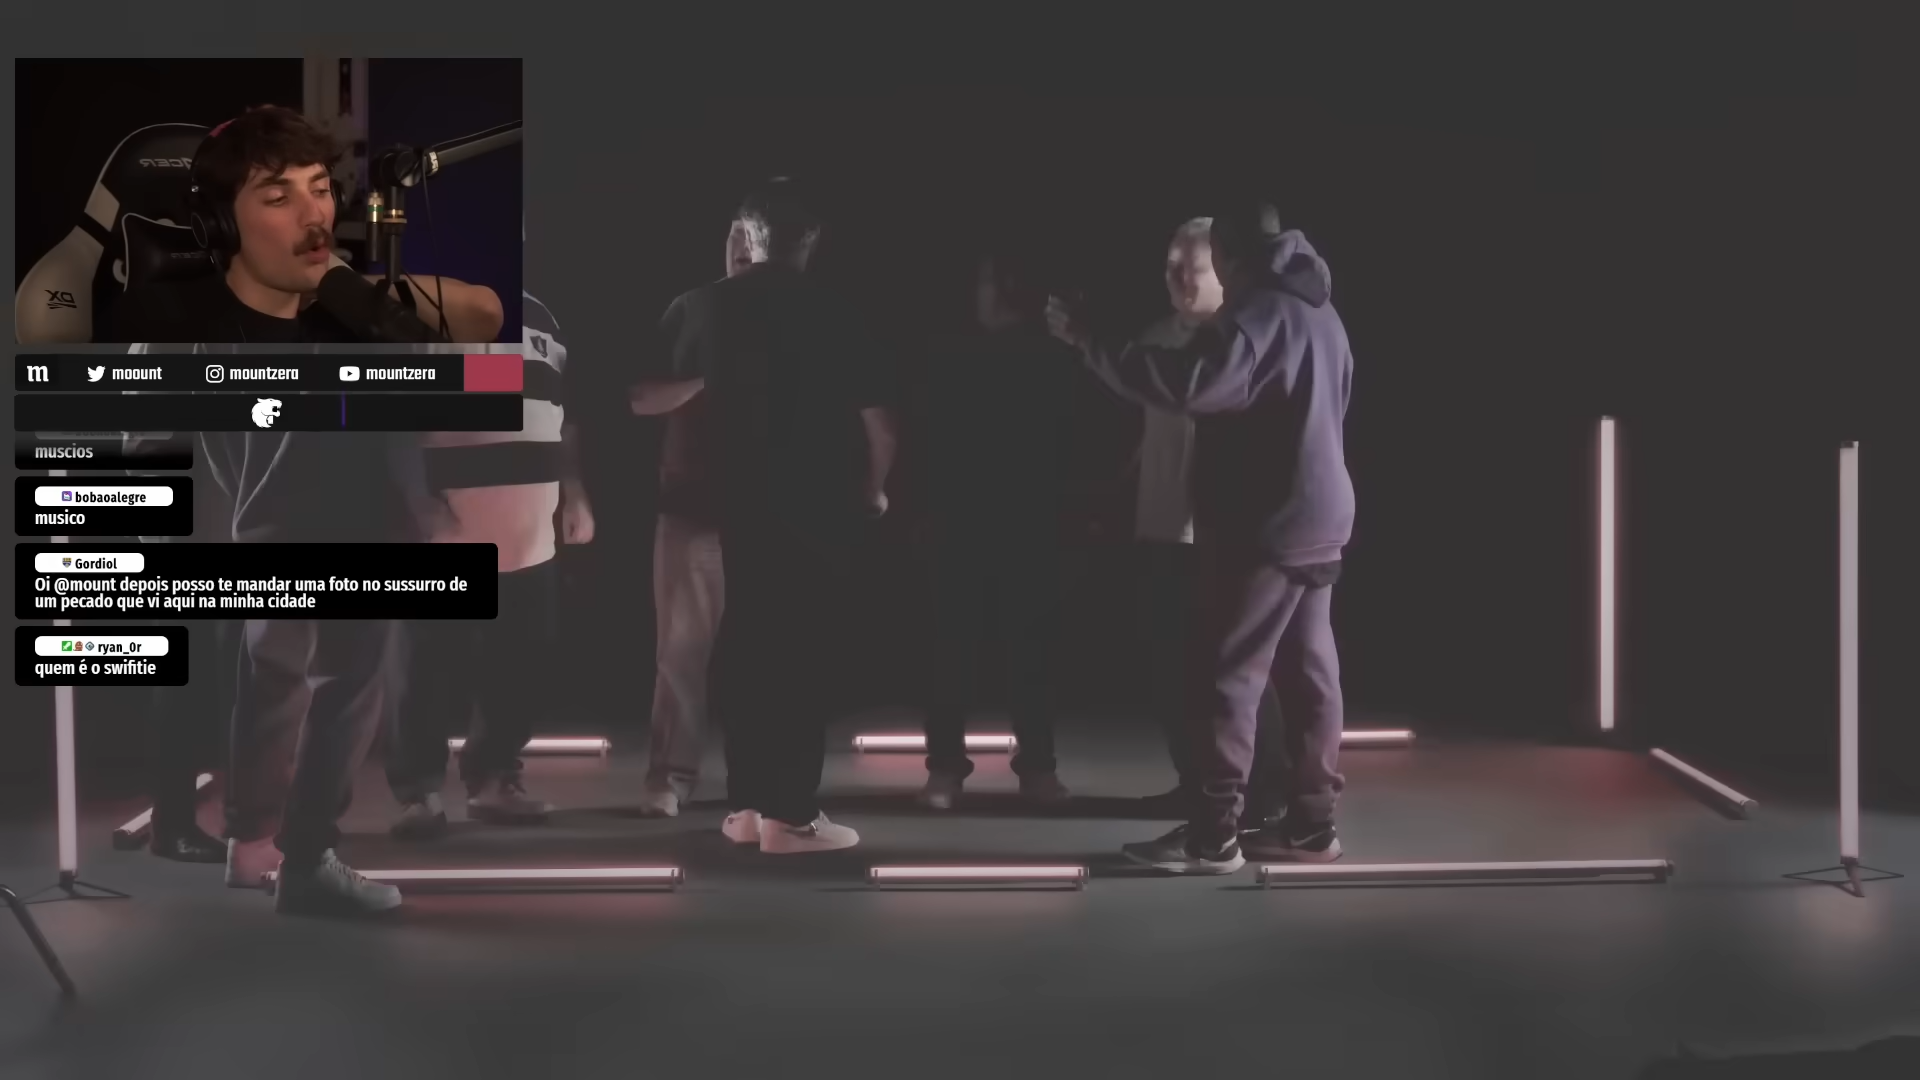 m moount mountzera mountzera
muscios
bobaoalegre
musico
Gordiol
Oi @mount depois posso te mandar uma foto no sussurro de
um pecado que vi aqui na minha cidade
ryan_0r
quem é o swifitie